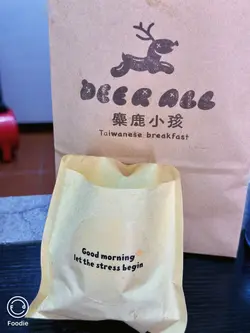 DEER ALL
麋鹿小孩
Taiwanese breakfast
Good morning
let the stress begin
Foodie